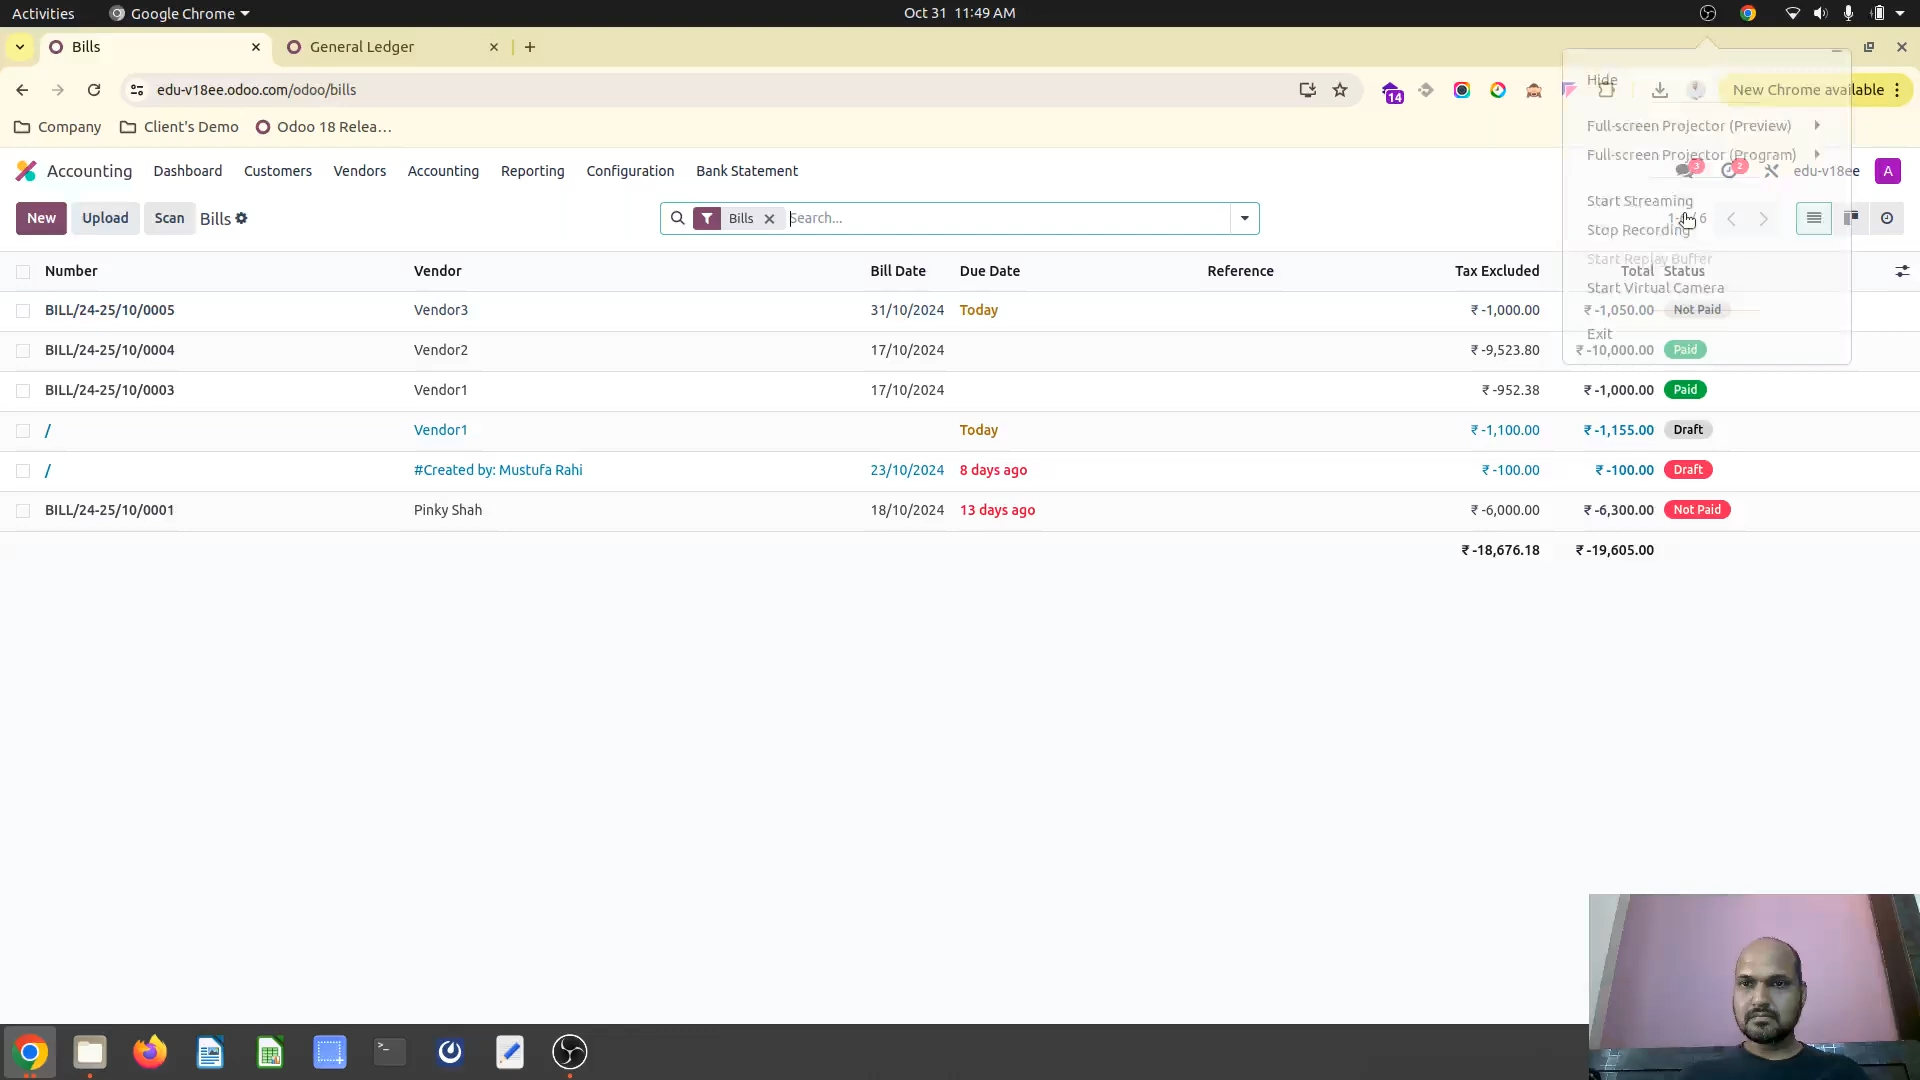 Activities Google Chrome Oct 31 11:49 AM
Bills General Ledger
edu-v18ee.odoo.com/odoo/bills 14 New Chrome available
Company Client's Demo Odoo 18 Relea...
Hide
Full-screen Projector (Preview)
Full-screen Projector (Program)
Start Streaming
Stop Recording
Start Replay Buffer
Start Virtual Camera
Exit
Accounting Dashboard Customers Vendors Accounting Reporting Configuration Bank Statement 3 2 edu-v18ee A
New Upload Scan Bills Bills Search... 6
Number Vendor Bill Date Due Date Reference Tax Excluded Total Status
BILL/24-25/10/0005 Vendor3 31/10/2024 Today ₹ -1,000.00 ₹ -1,050.00 Not Paid
BILL/24-25/10/0004 Vendor2 17/10/2024 ₹ -9,523.80 ₹ -10,000.00 Paid
BILL/24-25/10/0003 Vendor1 17/10/2024 ₹ -952.38 ₹ -1,000.00 Paid
/ Vendor1 Today ₹ -1,100.00 ₹ -1,155.00 Draft
/ #Created by: Mustufa Rahi 23/10/2024 8 days ago ₹ -100.00 ₹ -100.00 Draft
BILL/24-25/10/0001 Pinky Shah 18/10/2024 13 days ago ₹ -6,000.00 ₹ -6,300.00 Not Paid
₹ -18,676.18 ₹ -19,605.00